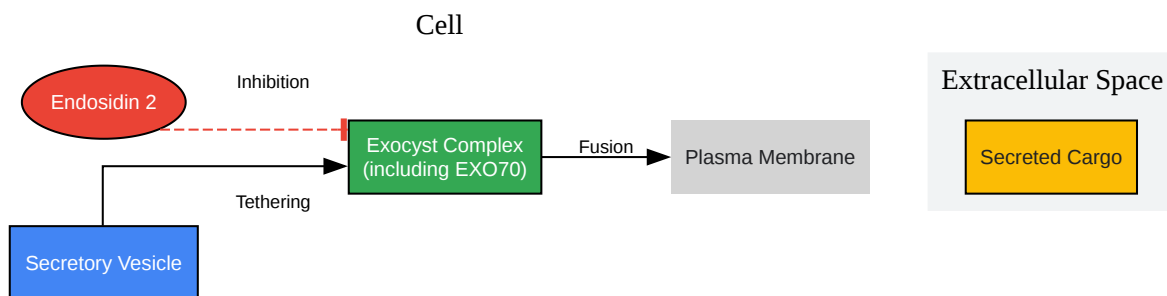 Cell
Inhibition
Endosidin 2
Extracellular Space
Exocyst Complex
(including EXO70)
Fusion
Plasma Membrane
Secreted Cargo
Tethering
Secretory Vesicle